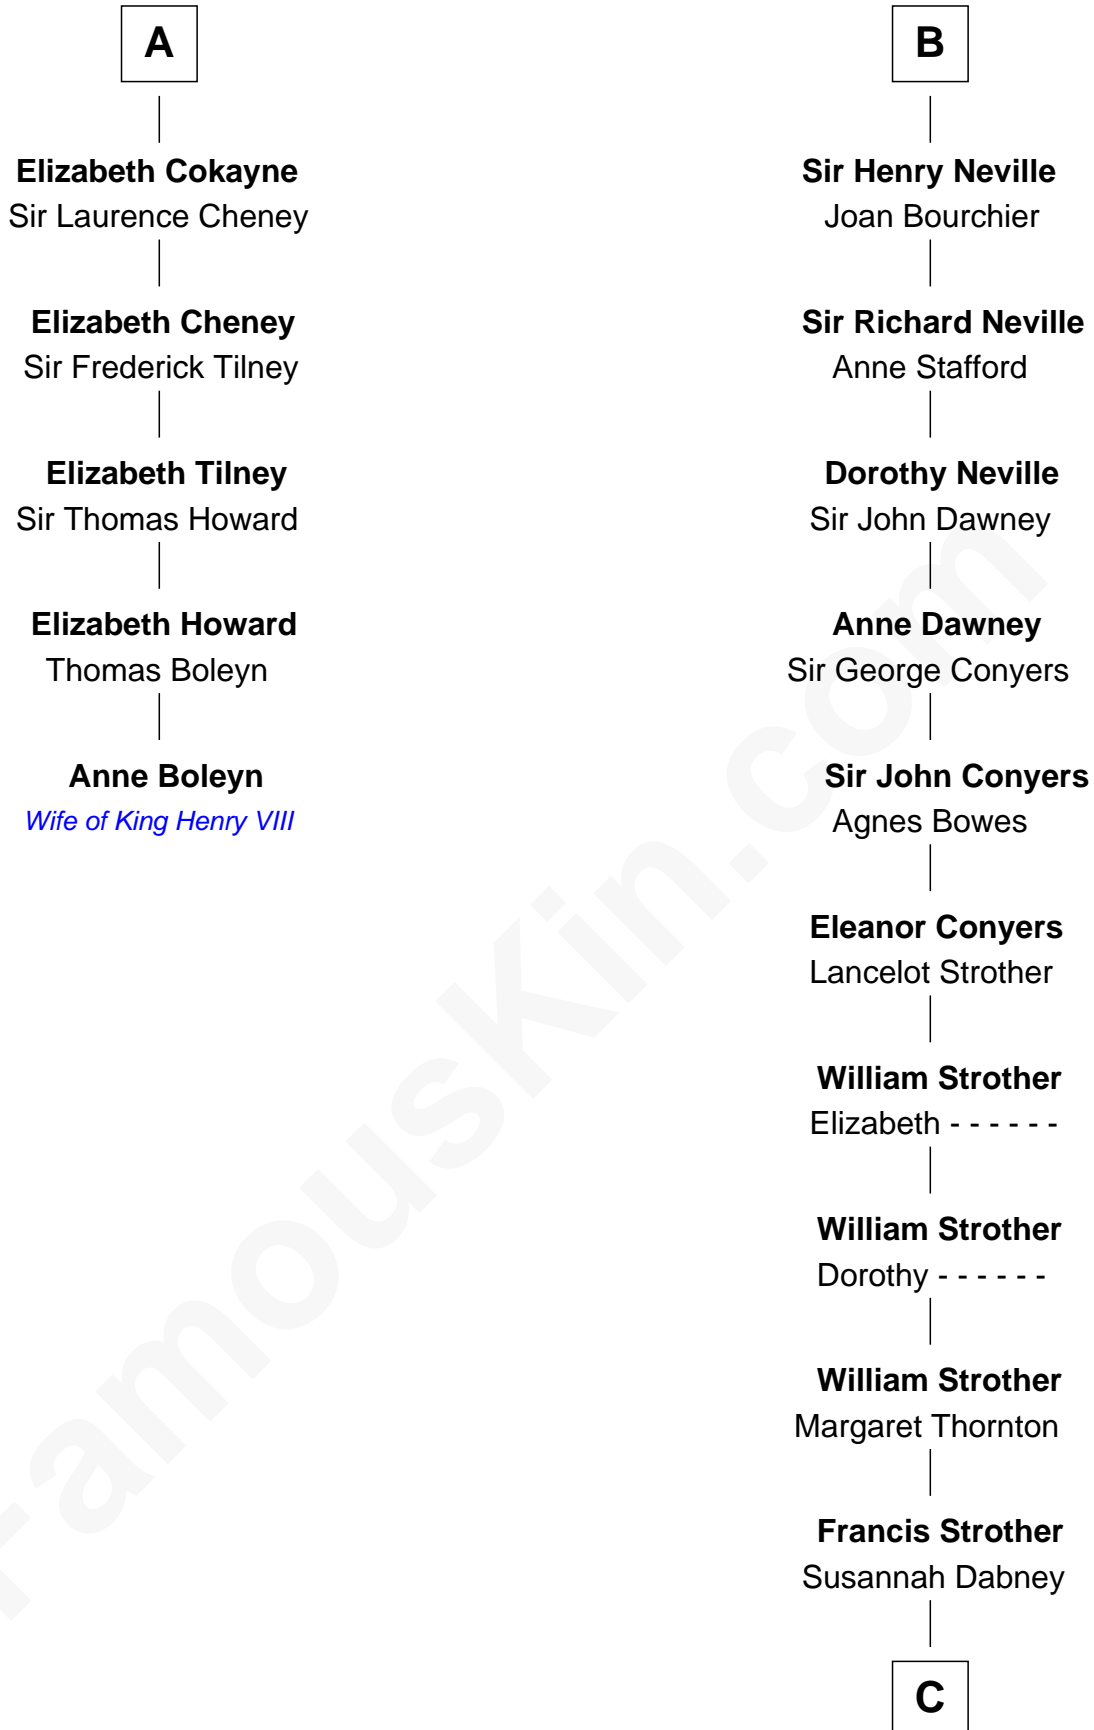 A
Elizabeth Cokayne
Sir Laurence Cheney
Elizabeth Cheney
Sir Frederick Tilney
Elizabeth Tilney
Sir Thomas Howard
Elizabeth Howard
Thomas Boleyn
Anne Boleyn
Wife of King Henry VIII
B
Sir Henry Neville
Joan Bourchier
Sir Richard Neville
Anne Stafford
Dorothy Neville
Sir John Dawney
Anne Dawney
Sir George Conyers
Sir John Conyers
Agnes Bowes
Eleanor Conyers
Lancelot Strother
William Strother
Elizabeth - - - - - -
William Strother
Dorothy - - - - - -
William Strother
Margaret Thornton
Francis Strother
Susannah Dabney
C
FamousKin.com